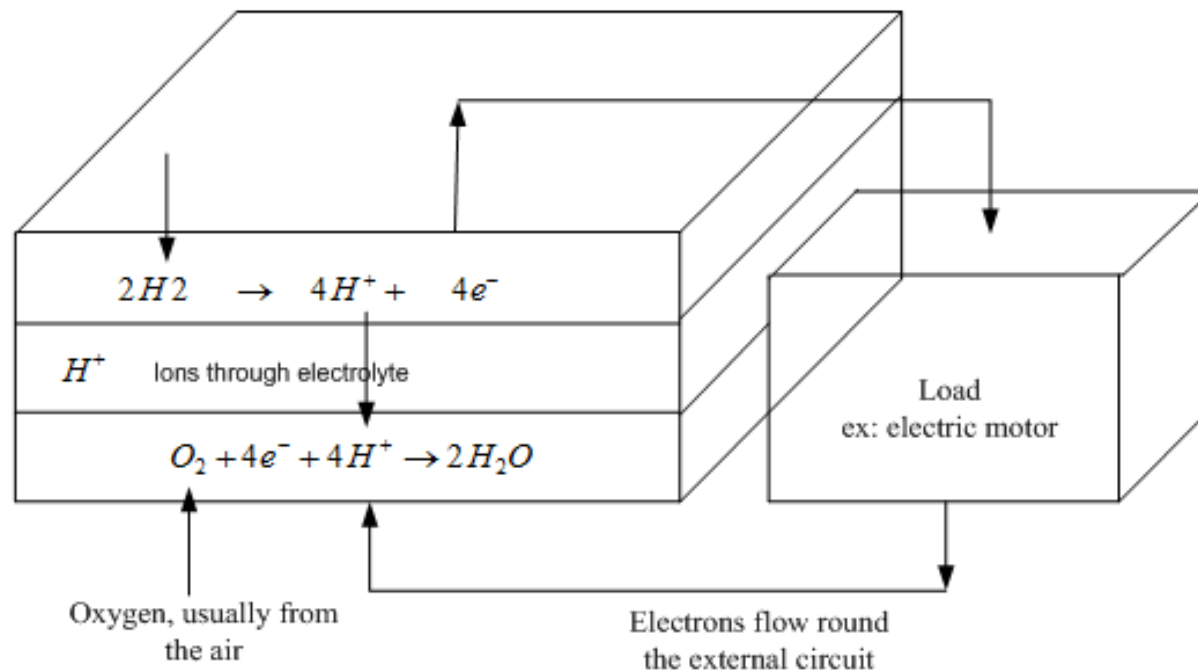 2H2 → 4H⁺ + 4e⁻
H⁺ Ions through electrolyte
O₂ + 4e⁻ + 4H⁺ → 2H₂O
Load
ex: electric motor
Oxygen, usually from
the air
Electrons flow round
the external circuit